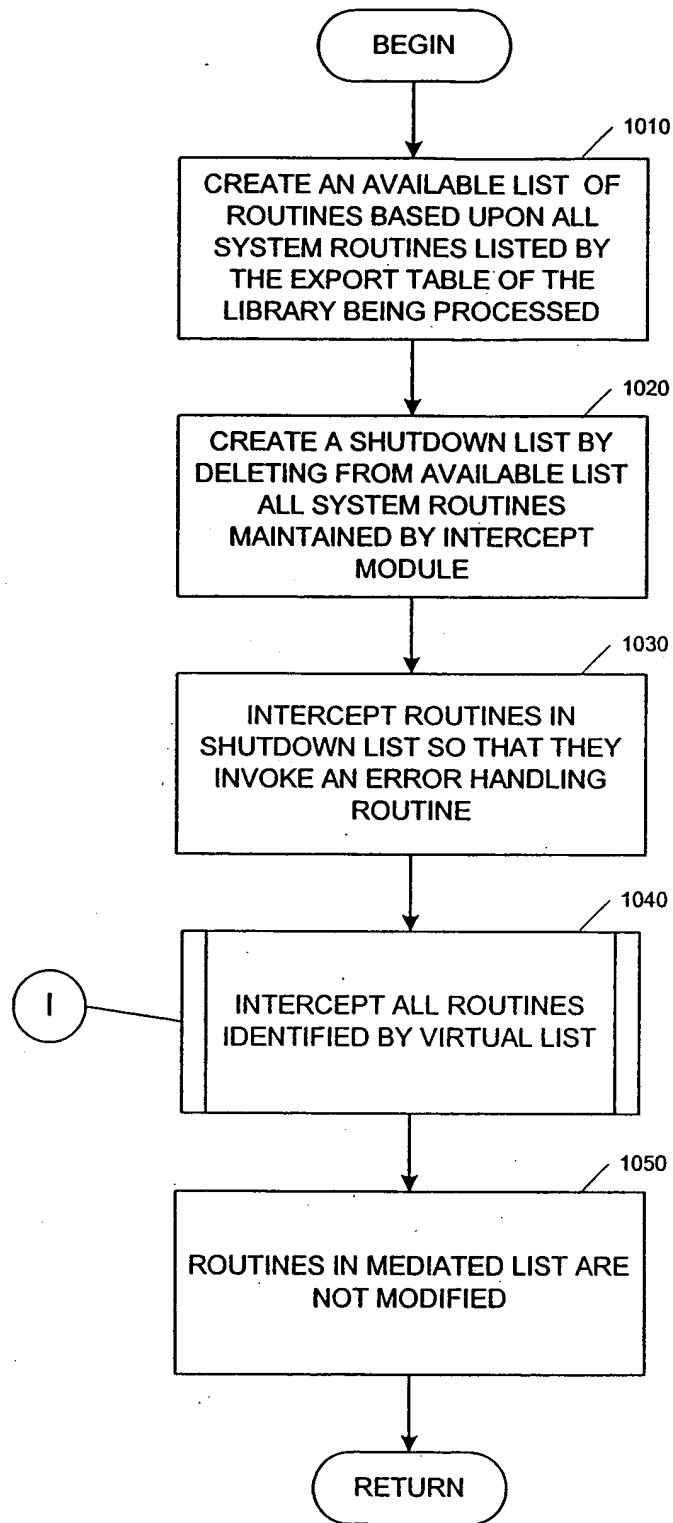 BEGIN
1010
CREATE AN AVAILABLE LIST OF
ROUTINES BASED UPON ALL
SYSTEM ROUTINES LISTED BY
THE EXPORT TABLE OF THE
LIBRARY BEING PROCESSED
1020
CREATE A SHUTDOWN LIST BY
DELETING FROM AVAILABLE LIST
ALL SYSTEM ROUTINES
MAINTAINED BY INTERCEPT
MODULE
1030
INTERCEPT ROUTINES IN
SHUTDOWN LIST SO THAT THEY
INVOKE AN ERROR HANDLING
ROUTINE
1040
I
INTERCEPT ALL ROUTINES
IDENTIFIED BY VIRTUAL LIST
1050
ROUTINES IN MEDIATED LIST ARE
NOT MODIFIED
RETURN